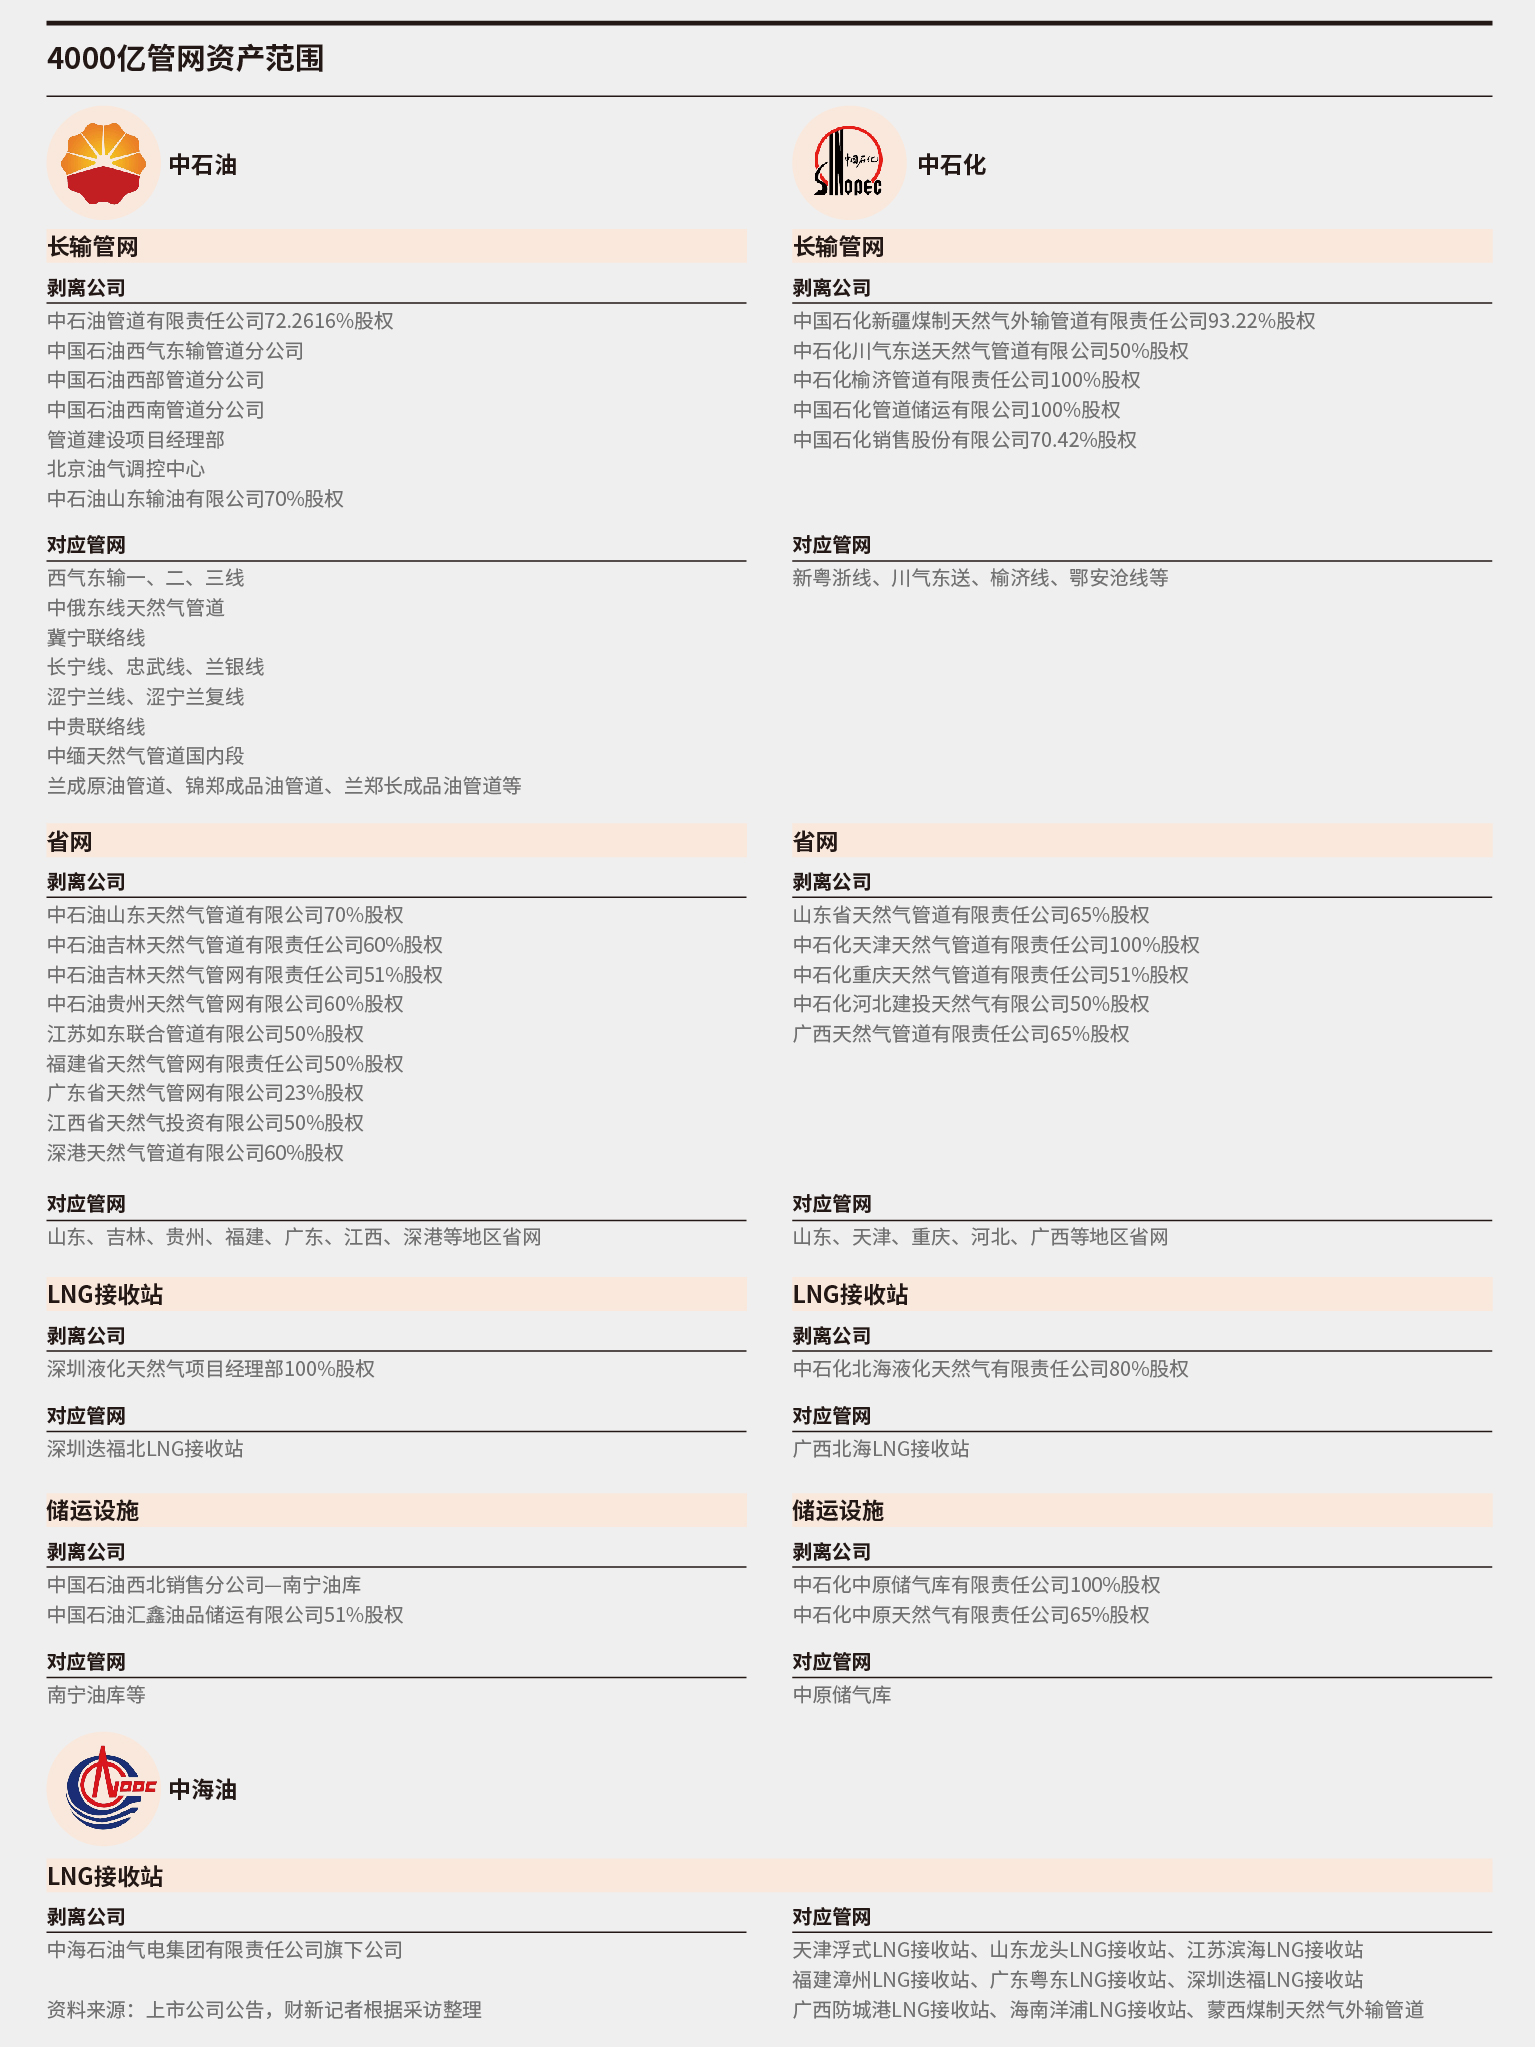 4000亿管网资产范围
中石油
长输管网
剥离公司
中石油管道有限责任公司72.2616%股权
中国石油西气东输管道分公司
中国石油西部管道分公司
中国石油西南管道分公司
管道建设项目经理部
北京油气调控中心
中石油山东输油有限公司70%股权
对应管网
西气东输一、二、三线
中俄东线天然气管道
冀宁联络线
长宁线、忠武线、兰银线
涩宁兰线、涩宁兰复线
中贵联络线
中缅天然气管道国内段
兰成原油管道、锦郑成品油管道、兰郑长成品油管道等
省网
剥离公司
中石油山东天然气管道有限公司70%股权
中石油吉林天然气管道有限责任公司60%股权
中石油吉林天然气管网有限责任公司51%股权
中石油贵州天然气管网有限公司60%股权
江苏如东联合管道有限公司50%股权
福建省天然气管网有限责任公司50%股权
广东省天然气管网有限公司23%股权
江西省天然气投资有限公司50%股权
深港天然气管道有限公司60%股权
对应管网
山东、吉林、贵州、福建、广东、江西、深港等地区省网
LNG接收站
剥离公司
深圳液化天然气项目经理部100%股权
对应管网
深圳迭福北LNG接收站
储运设施
剥离公司
中国石油西北销售分公司—南宁油库
中国石油汇鑫油品储运有限公司51%股权
对应管网
南宁油库等
中国石化
SINOPEC
中石化
长输管网
剥离公司
中国石化新疆煤制天然气外输管道有限责任公司93.22%股权
中石化川气东送天然气管道有限公司50%股权
中石化榆济管道有限责任公司100%股权
中国石化管道储运有限公司100%股权
中国石化销售股份有限公司70.42%股权
对应管网
新粤浙线、川气东送、榆济线、鄂安沧线等
省网
剥离公司
山东省天然气管道有限责任公司65%股权
中石化天津天然气管道有限责任公司100%股权
中石化重庆天然气管道有限责任公司51%股权
中石化河北建投天然气有限公司50%股权
广西天然气管道有限责任公司65%股权
对应管网
山东、天津、重庆、河北、广西等地区省网
LNG接收站
剥离公司
中石化北海液化天然气有限责任公司80%股权
对应管网
广西北海LNG接收站
储运设施
剥离公司
中石化中原储气库有限责任公司100%股权
中石化中原天然气有限责任公司65%股权
对应管网
中原储气库
CNOOC
中海油
LNG接收站
剥离公司
中海石油气电集团有限责任公司旗下公司
对应管网
天津浮式LNG接收站、山东龙头LNG接收站、江苏滨海LNG接收站
福建漳州LNG接收站、广东粤东LNG接收站、深圳迭福LNG接收站
广西防城港LNG接收站、海南洋浦LNG接收站、蒙西煤制天然气外输管道
资料来源：上市公司公告，财新记者根据采访整理